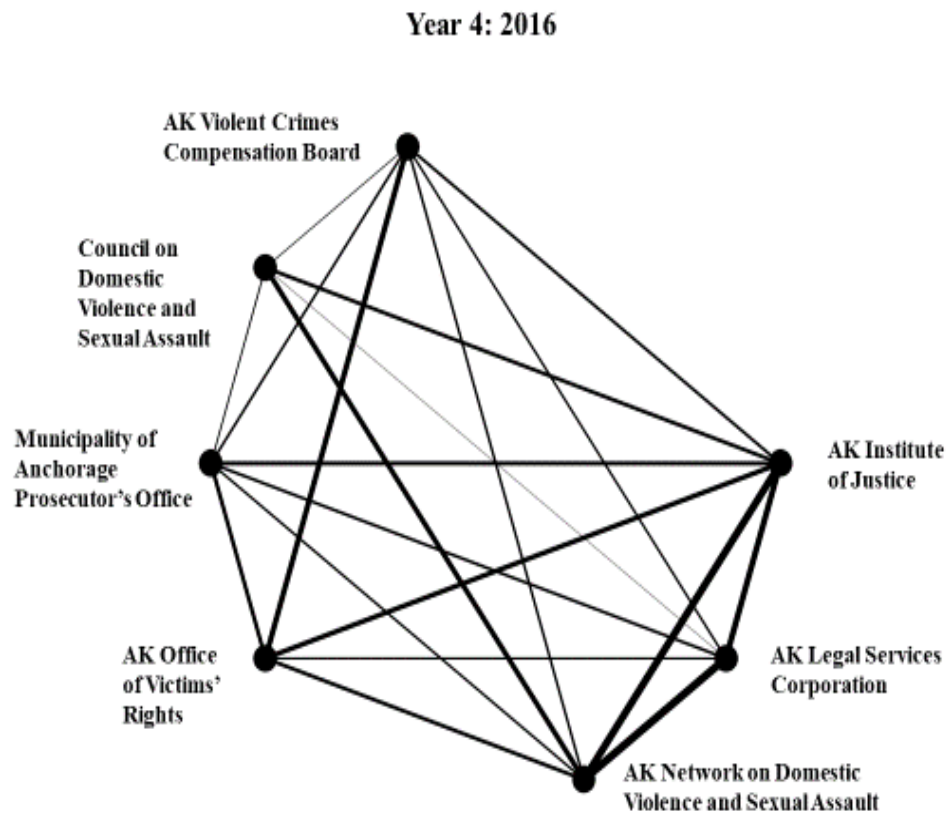 Year 4: 2016
AK Violent Crimes
Compensation Board
Council on
Domestic
Violence and
Sexual Assault
Municipality of
Anchorage
Prosecutor's Office
AK Institute
of Justice
AK Office
of Victims'
Rights
AK Legal Services
Corporation
AK Network on Domestic
Violence and Sexual Assault